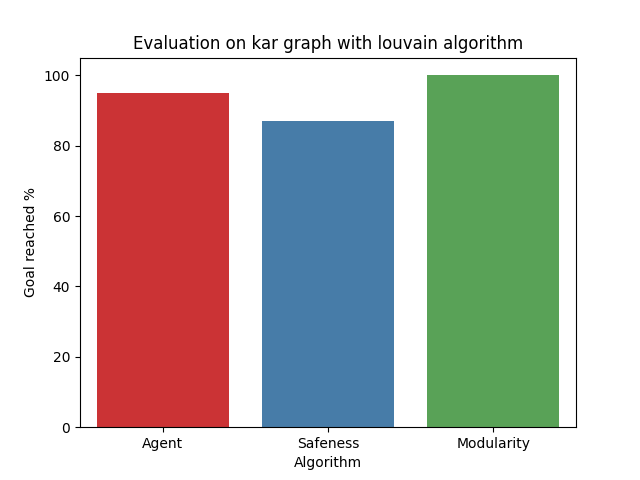 Evaluation on kar graph with louvain algorithm
Goal reached %
100
80
60
40
20
0
Agent
Safeness
Modularity
Algorithm